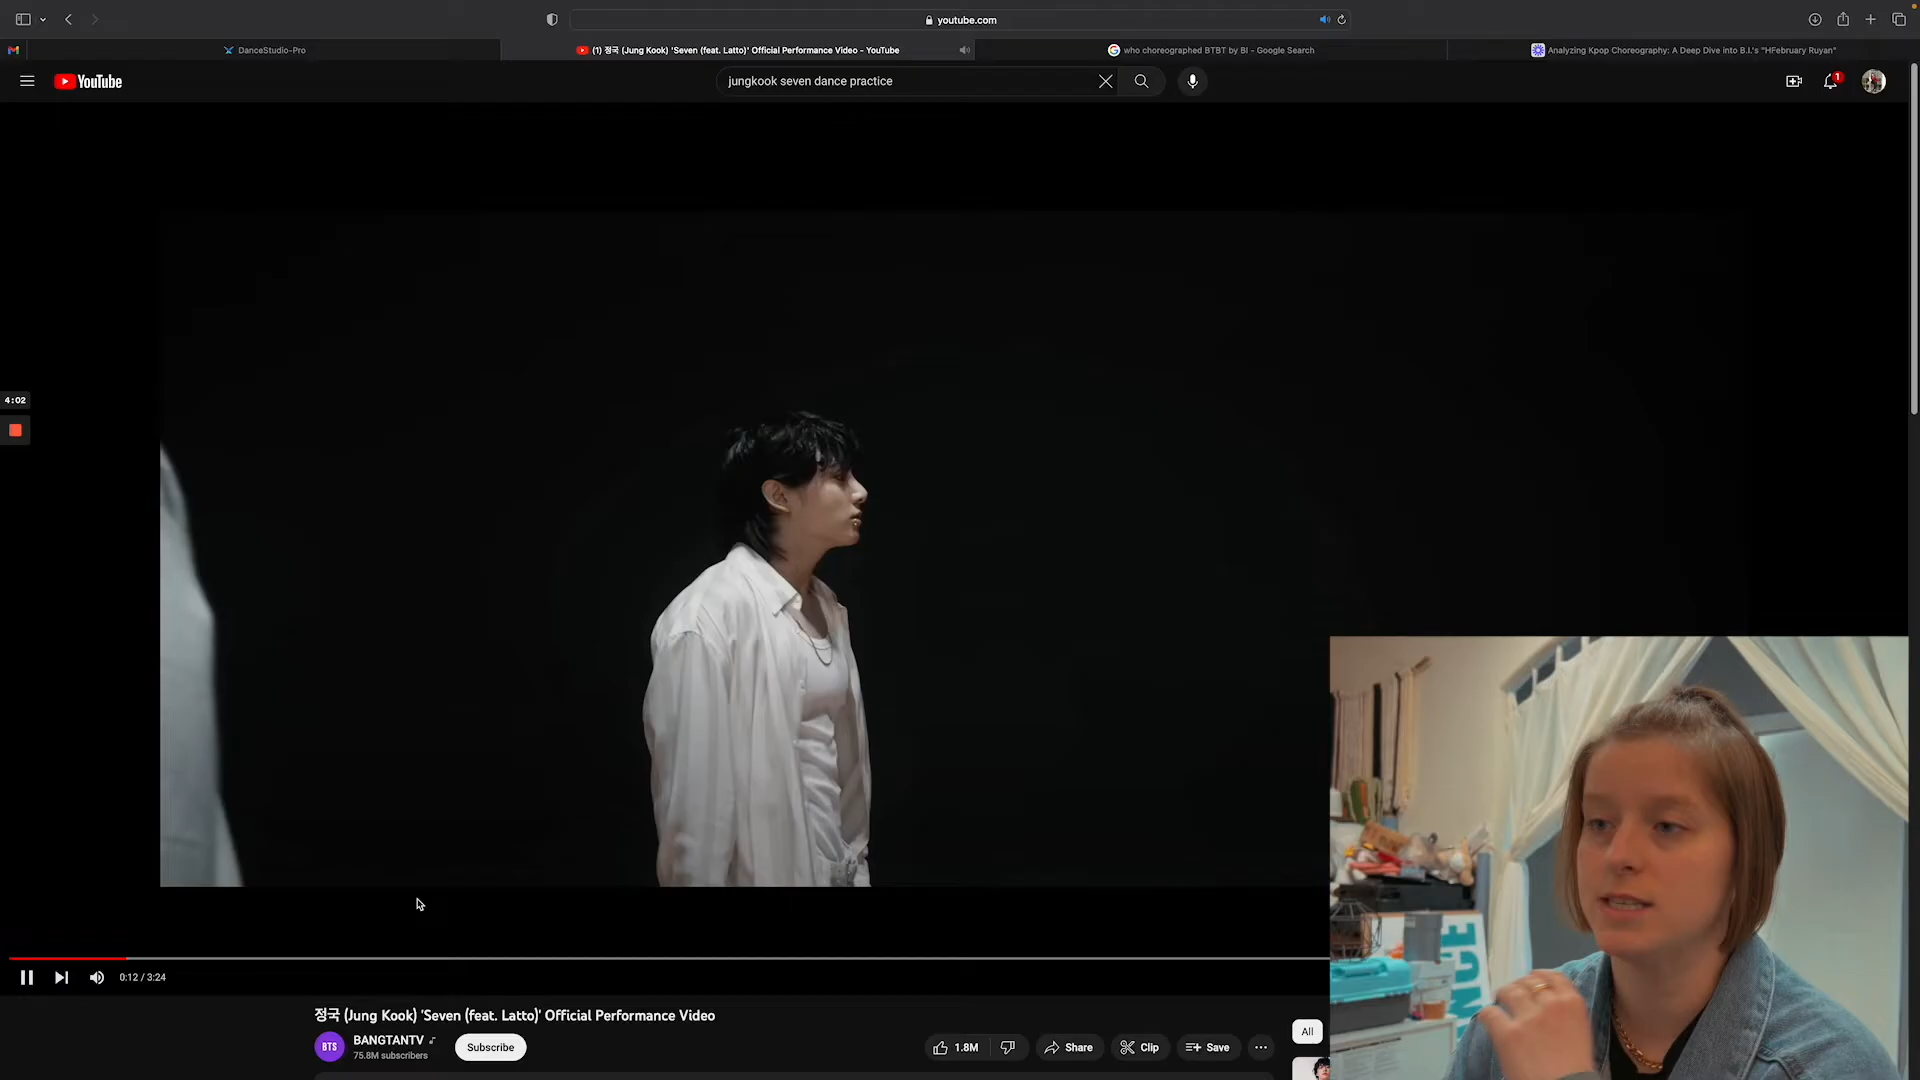 youtube.com
DanceStudio-Pro
(1) 정국 (Jung Kook) 'Seven (feat. Latto)' Official Performance Video - YouTube
who choreographed BTBT by BI - Google Search
Analyzing Kpop Choreography: A Deep Dive into B.I.'s "HFebruary Ruyan"
YouTube
jungkook seven dance practice
1
4:02
0:12 / 3:24
정국 (Jung Kook) 'Seven (feat. Latto)' Official Performance Video
BTS
BANGTANTV
75.8M subscribers
Subscribe
1.8M
Share
Clip
Save
All